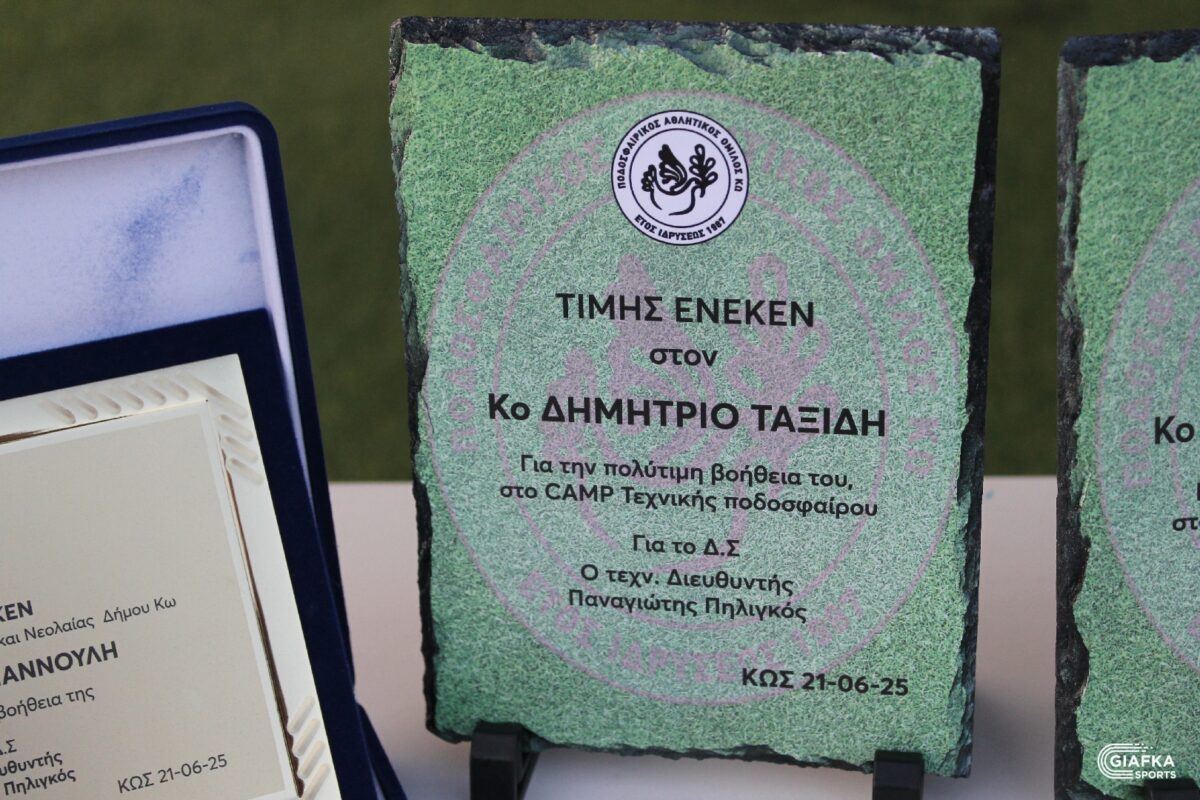 ΠΟΔΟΣΦΑΙΡΙΚΟΣ ΑΘΛΗΤΙΚΟΣ ΟΜΙΛΟΣ ΚΩ
ΕΤΟΣ ΙΔΡΥΣΕΩΣ 1987
ΤΙΜΗΣ ΕΝΕΚΕΝ
στον
Κο ΔΗΜΗΤΡΙΟ ΤΑΞΙΔΗ
Για την πολύτιμη βοήθεια του,
στο CAMP Τεχνικής ποδοσφαίρου
Για το Δ.Σ
Ο τεχν. Διευθυντής
Παναγιώτης Πηλιγκός
ΚΩΣ 21-06-25
ΚΕΝ
και Νεολαίας Δήμου Κω
ΑΝΝΟΥΛΗ
βοήθεια της
Δ.Σ
υθυντής
Πηλιγκός
ΚΩΣ 21-06-25
Κο
στ
GIAFKA
SPORTS